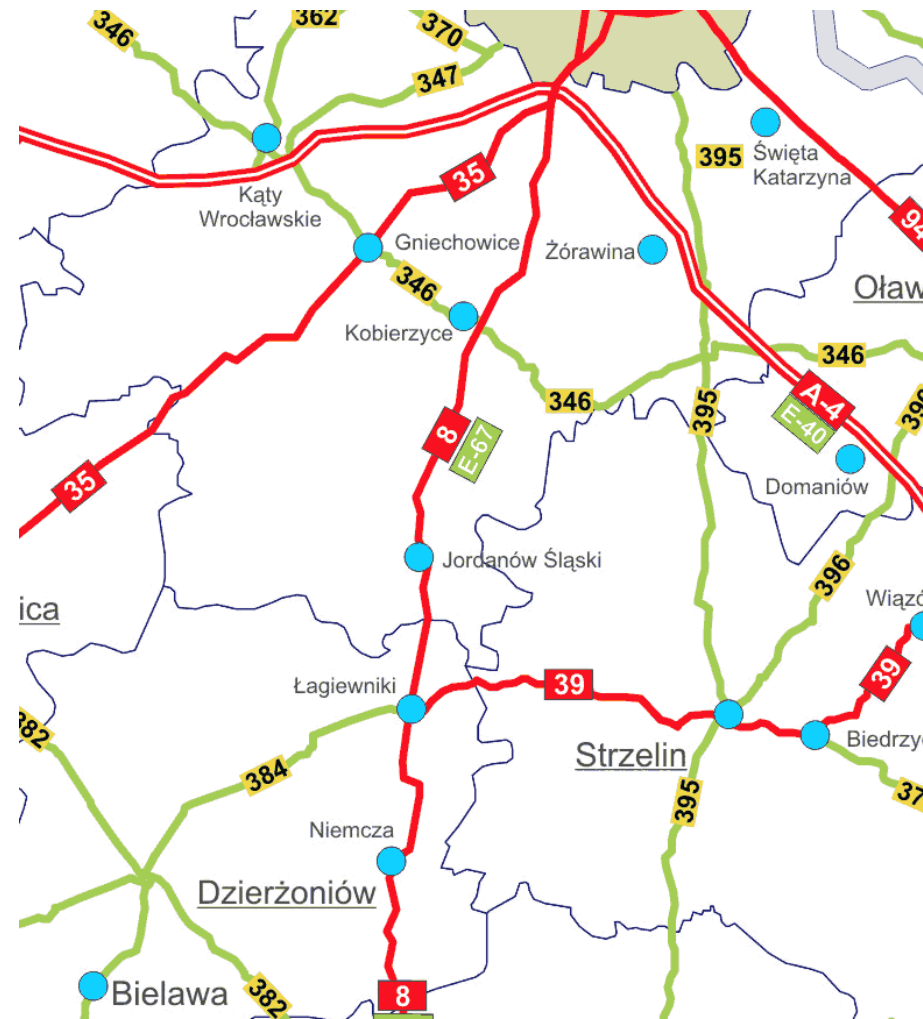 346
362
370
347
395
Święta
Katarzyna
35
Kąty
Wrocławskie
94
Gniechowice
Żórawina
346
Kobierzyce
346
346
A-4
E-40
395
8
E-67
35
Domaniów
Jordanów Śląski
396
ica
Łagiewniki
39
39
382
Strzelin
384
395
Niemcza
Dzierżoniów
Bielawa
382
8